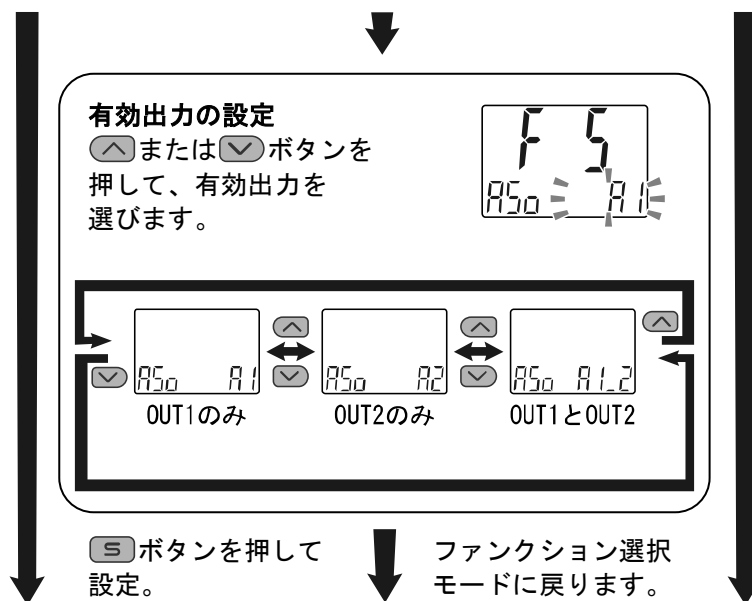 有効出力の設定
またはボタンを
押して、有効出力を
選びます。
F 5
ASo A1
ASo A1
ASo A2
ASo A1_2
OUT1のみ
OUT2のみ
OUT1とOUT2
Sボタンを押して
設定。
ファンクション選択
モードに戻ります。